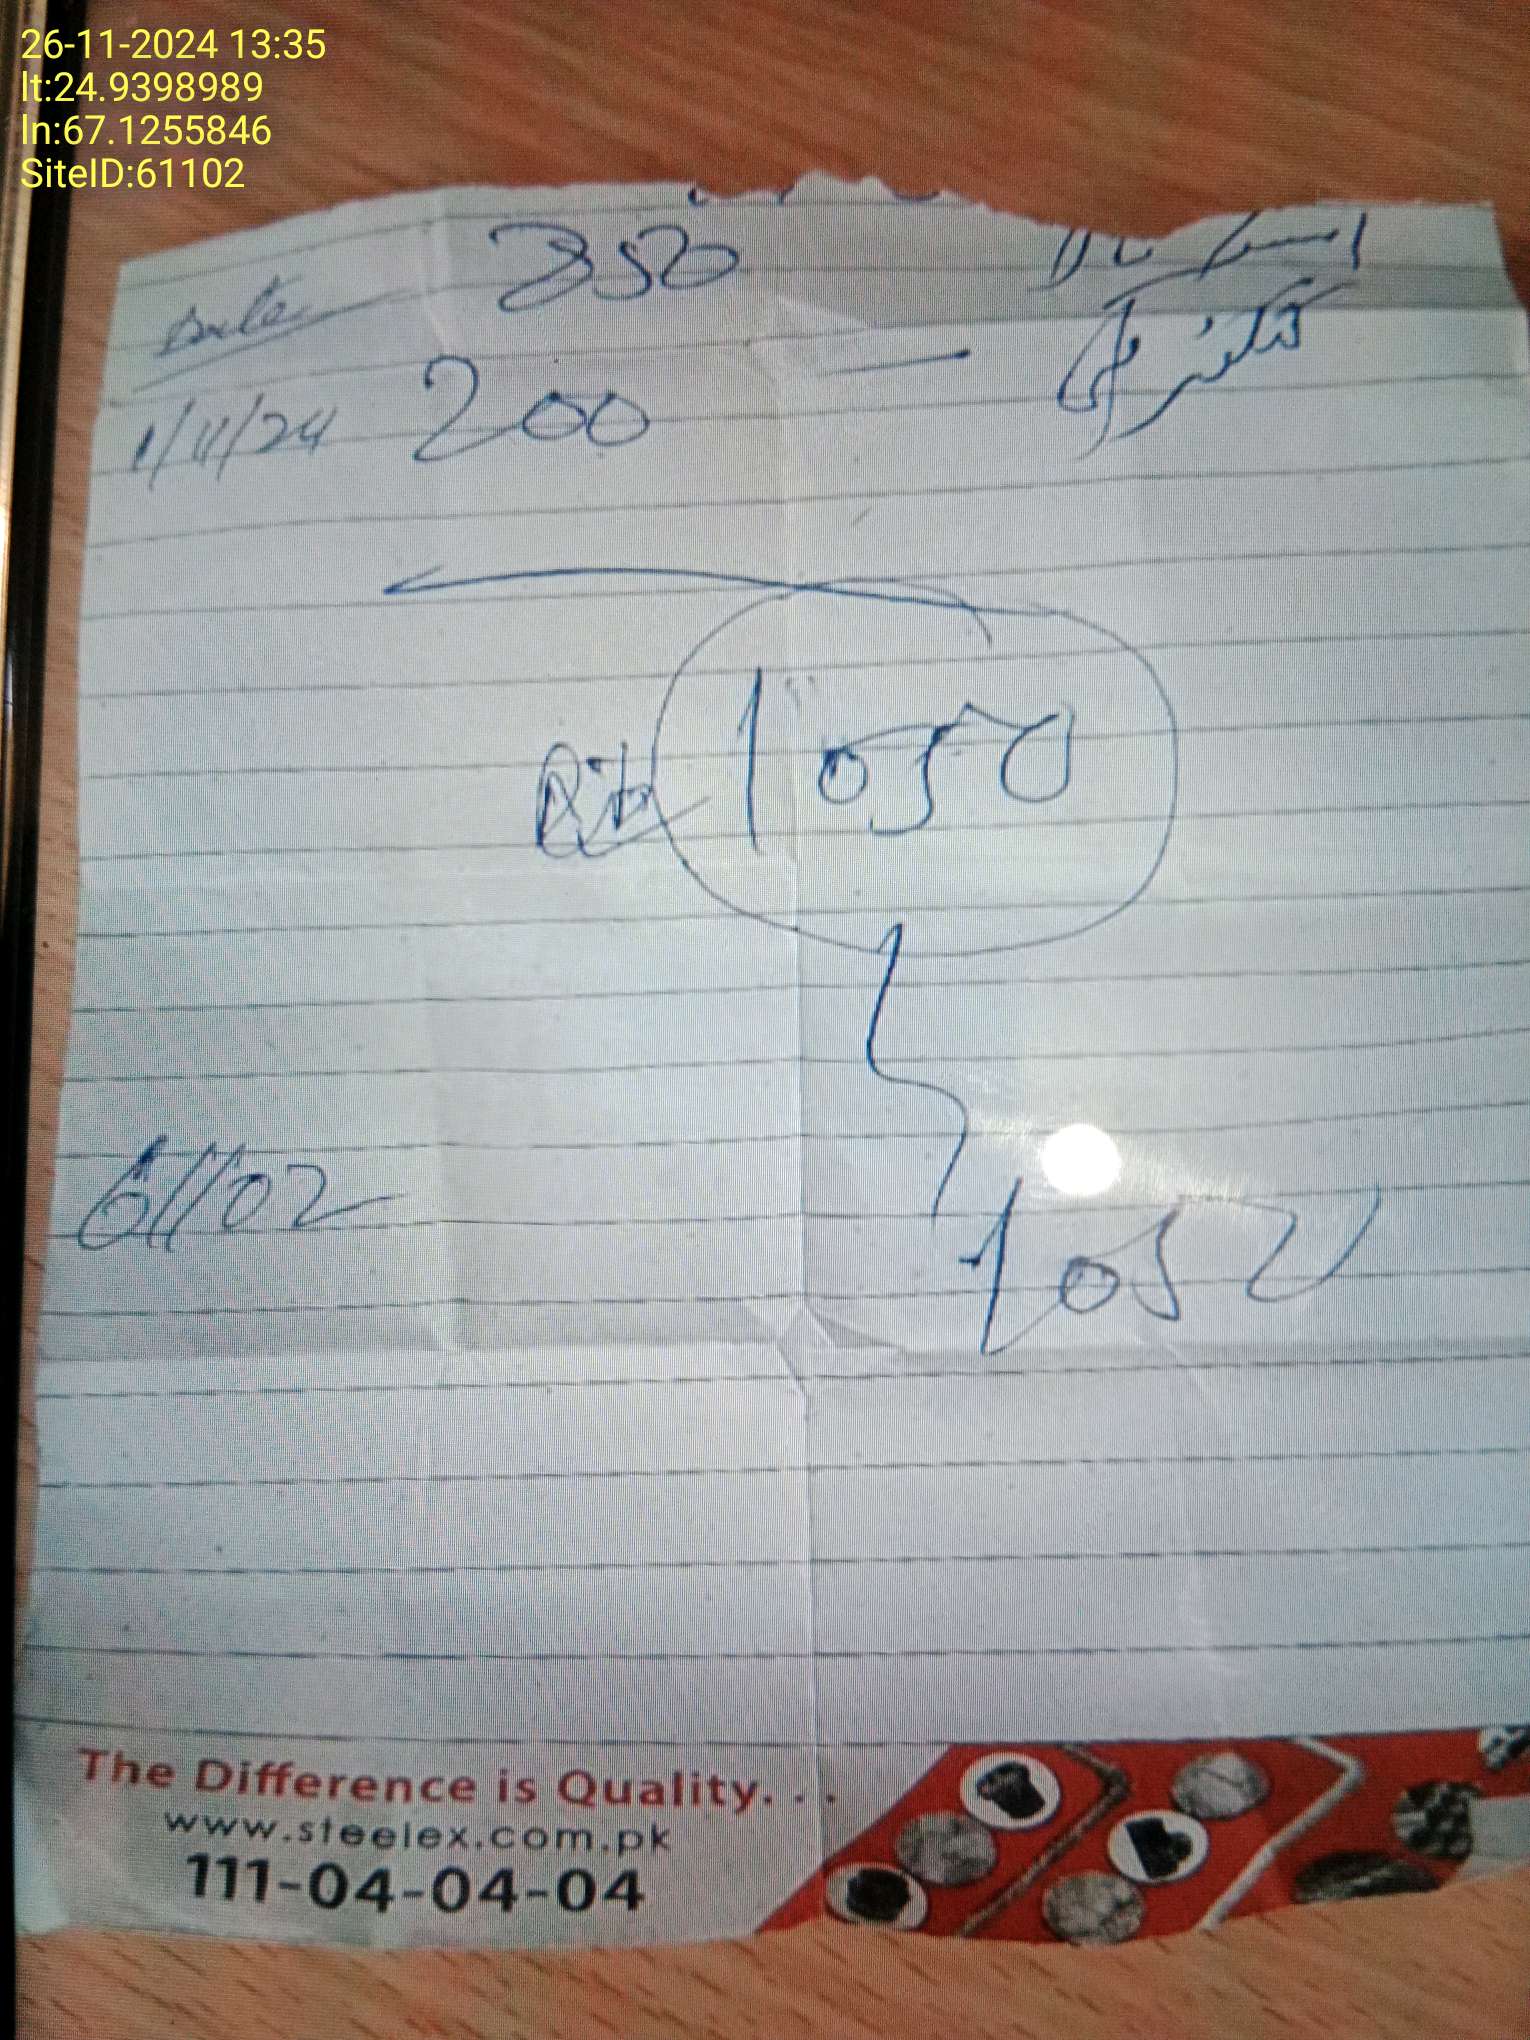 26-11-2024 13:35
lt:24.9398989
ln:67.1255846
SiteID:61102
Date 350
1/11/24 200 —
1050
61102
1050
The Difference is Quality. . .
www.steelex.com.pk
111-04-04-04